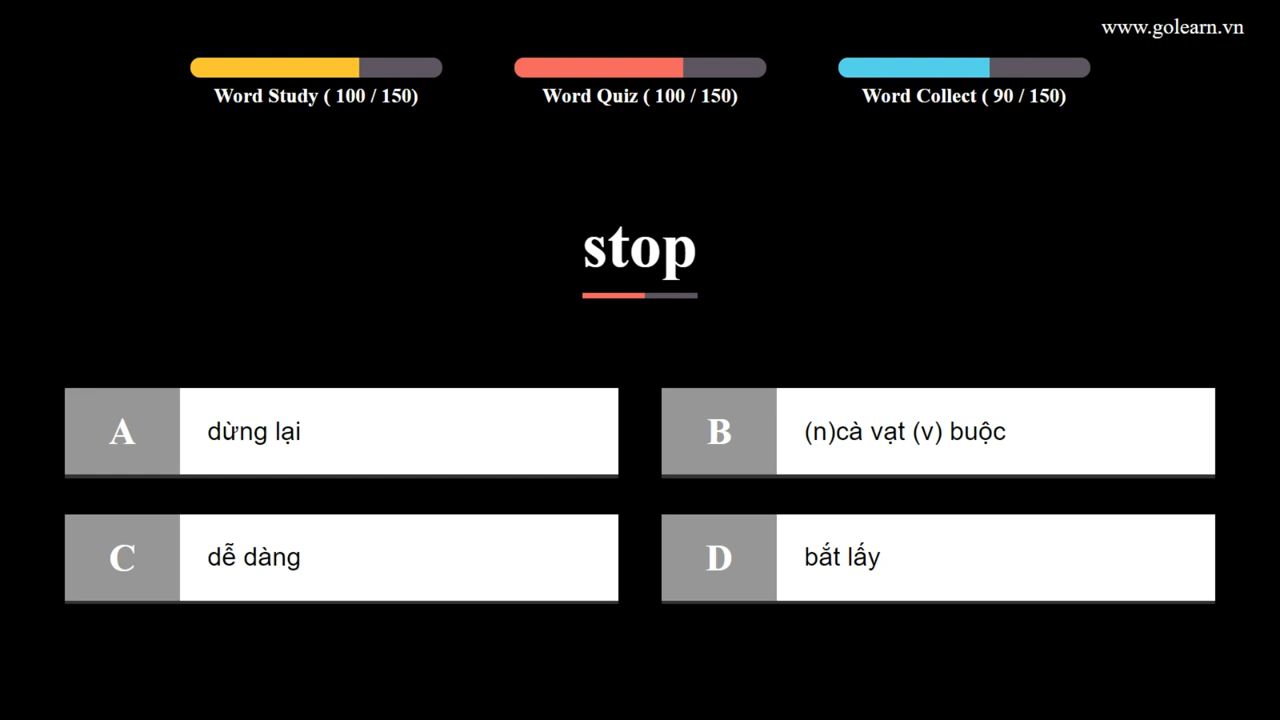 www.golearn.vn
Word Study ( 100 / 150)
Word Quiz ( 100 / 150)
Word Collect ( 90 / 150)
stop
A dừng lại
B (n)cà vạt (v) buộc
C dễ dàng
D bắt lấy